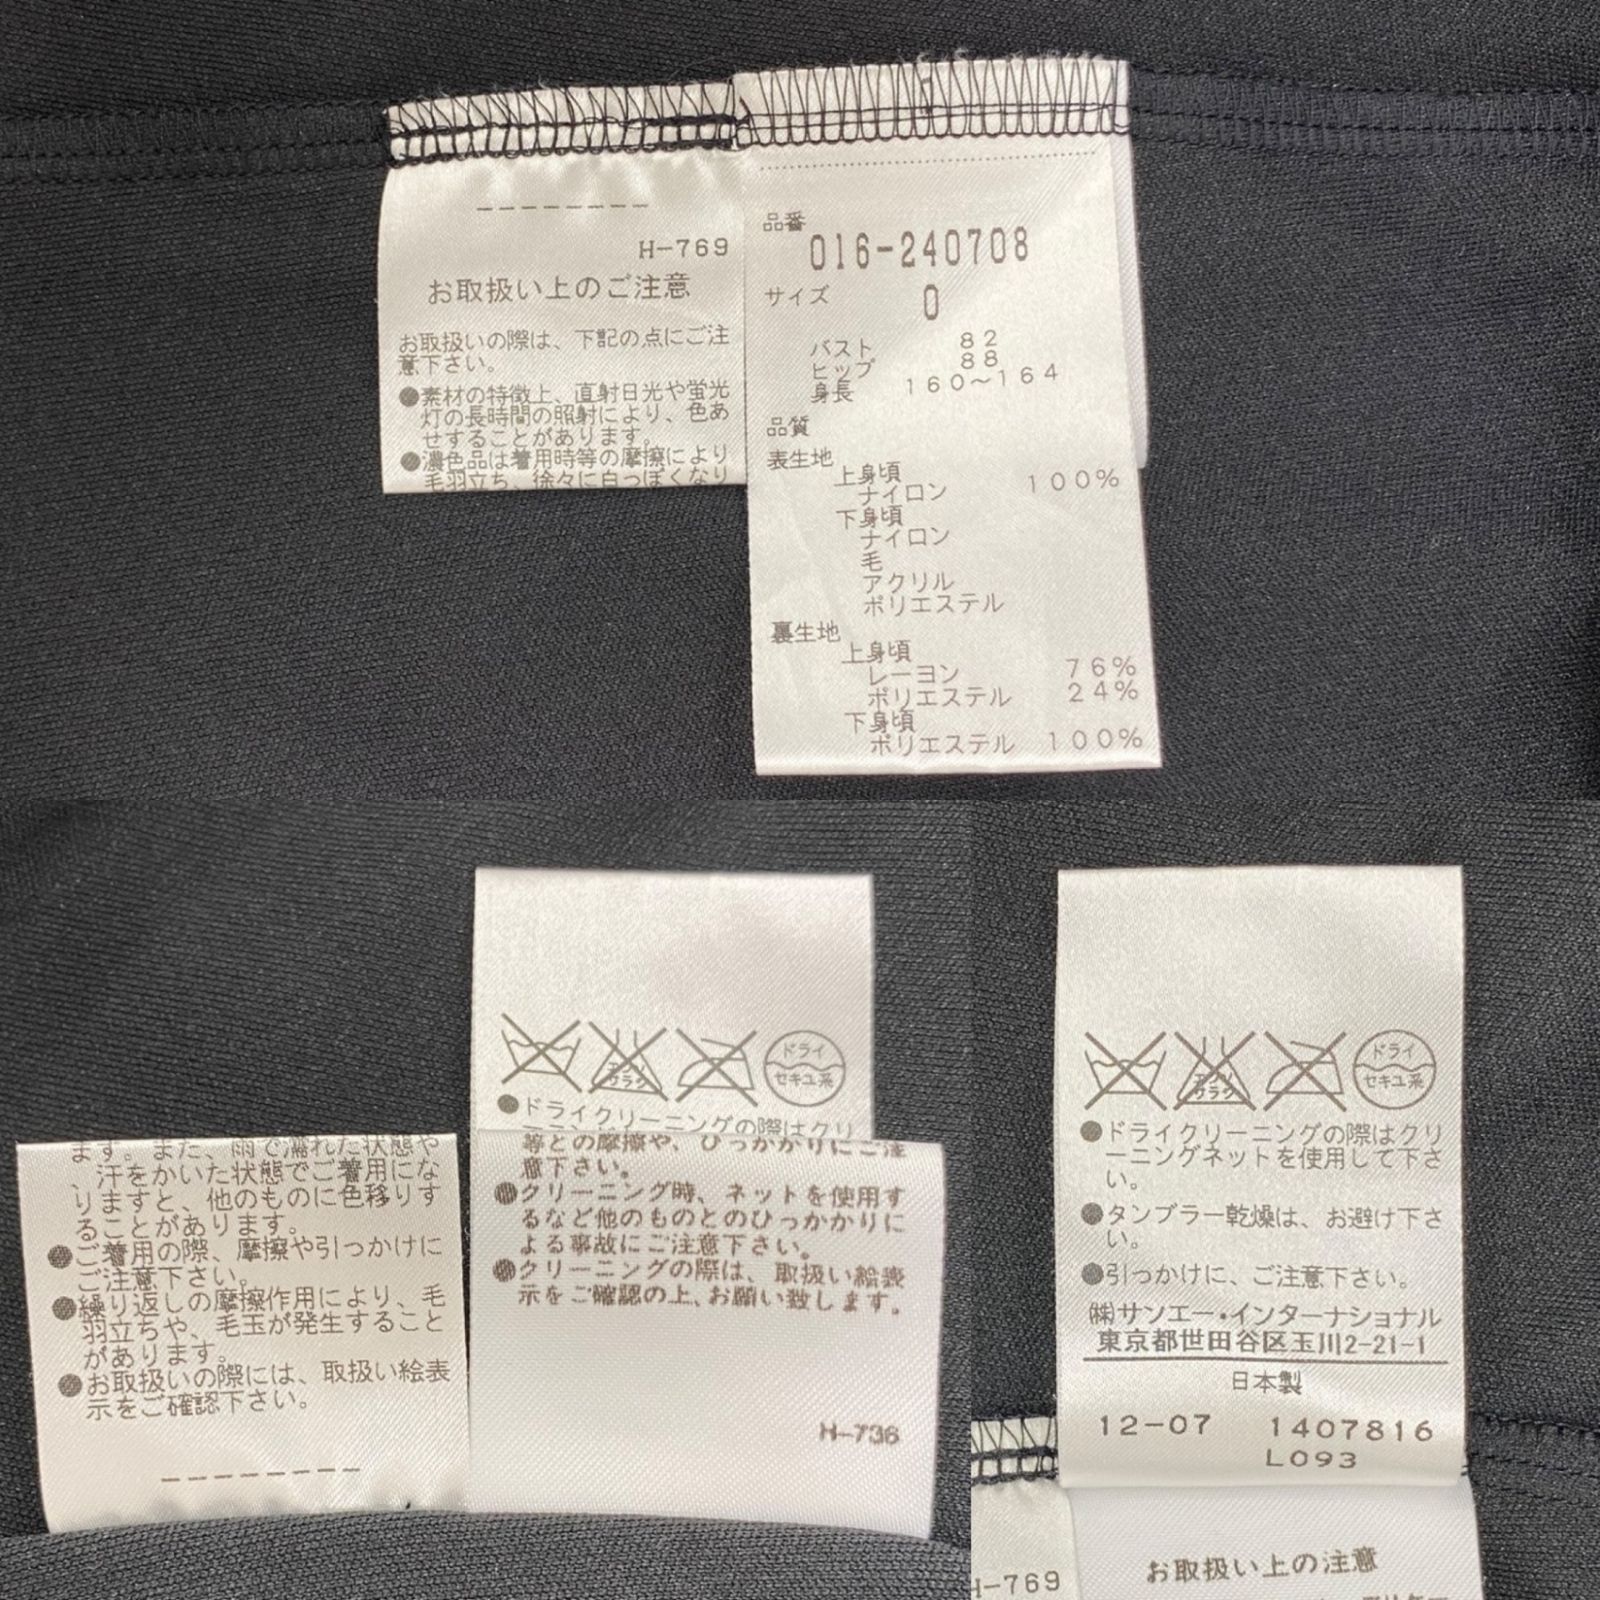 H-769
お取扱い上のご注意
お取扱いの際は、下記の点にご注
意下さい。
●素材の特徴上、直射日光や蛍光
灯の長時間の照射により、色あ
せすることがあります。
●濃色品は着用時等の摩擦により
毛羽立ち、徐々に白っぽくなり
品番
016-240708
サイズ 0
バスト 82
ヒップ 88
身長 160~164
品質
表生地
上身頃
ナイロン 100%
下身頃
ナイロン
毛
アクリル
ポリエステル
裏生地
上身頃
レーヨン 76%
ポリエステル 24%
下身頃
ポリエステル 100%
エンソ
サラシ
ドライ
セキユ系
●ドライクリーニングの際はクリ
ます。また、雨で濡れた状態や
汗をかいた状態でご着用にな
りますと、他のものに色移りす
ることがあります。
●ご着用の際、摩擦や引っかけに
ご注意下さい。
●繰り返しの摩擦作用により、毛
羽立ちや、毛玉が発生すること
があります。
●お取扱いの際には、取扱い絵表
示をご確認下さい。
等との摩擦や、ひっかかりにご注
意下さい。
●クリーニング時、ネットを使用す
るなど他のものとのひっかかりに
よる事故にご注意下さい。
●クリーニングの際は、取扱い絵表
示をご確認の上、お願い致します。
H-736
エンソ
サラシ
ドライ
セキユ系
●ドライクリーニングの際はクリ
ーニングネットを使用して下さ
い。
●タンブラー乾燥は、お避け下さ
い。
●引っかけに、ご注意下さい。
(株)サンエー・インターナショナル
東京都世田谷区玉川2-21-1
日本製
12-07 1407816
L093
H-769
お取扱い上の注意